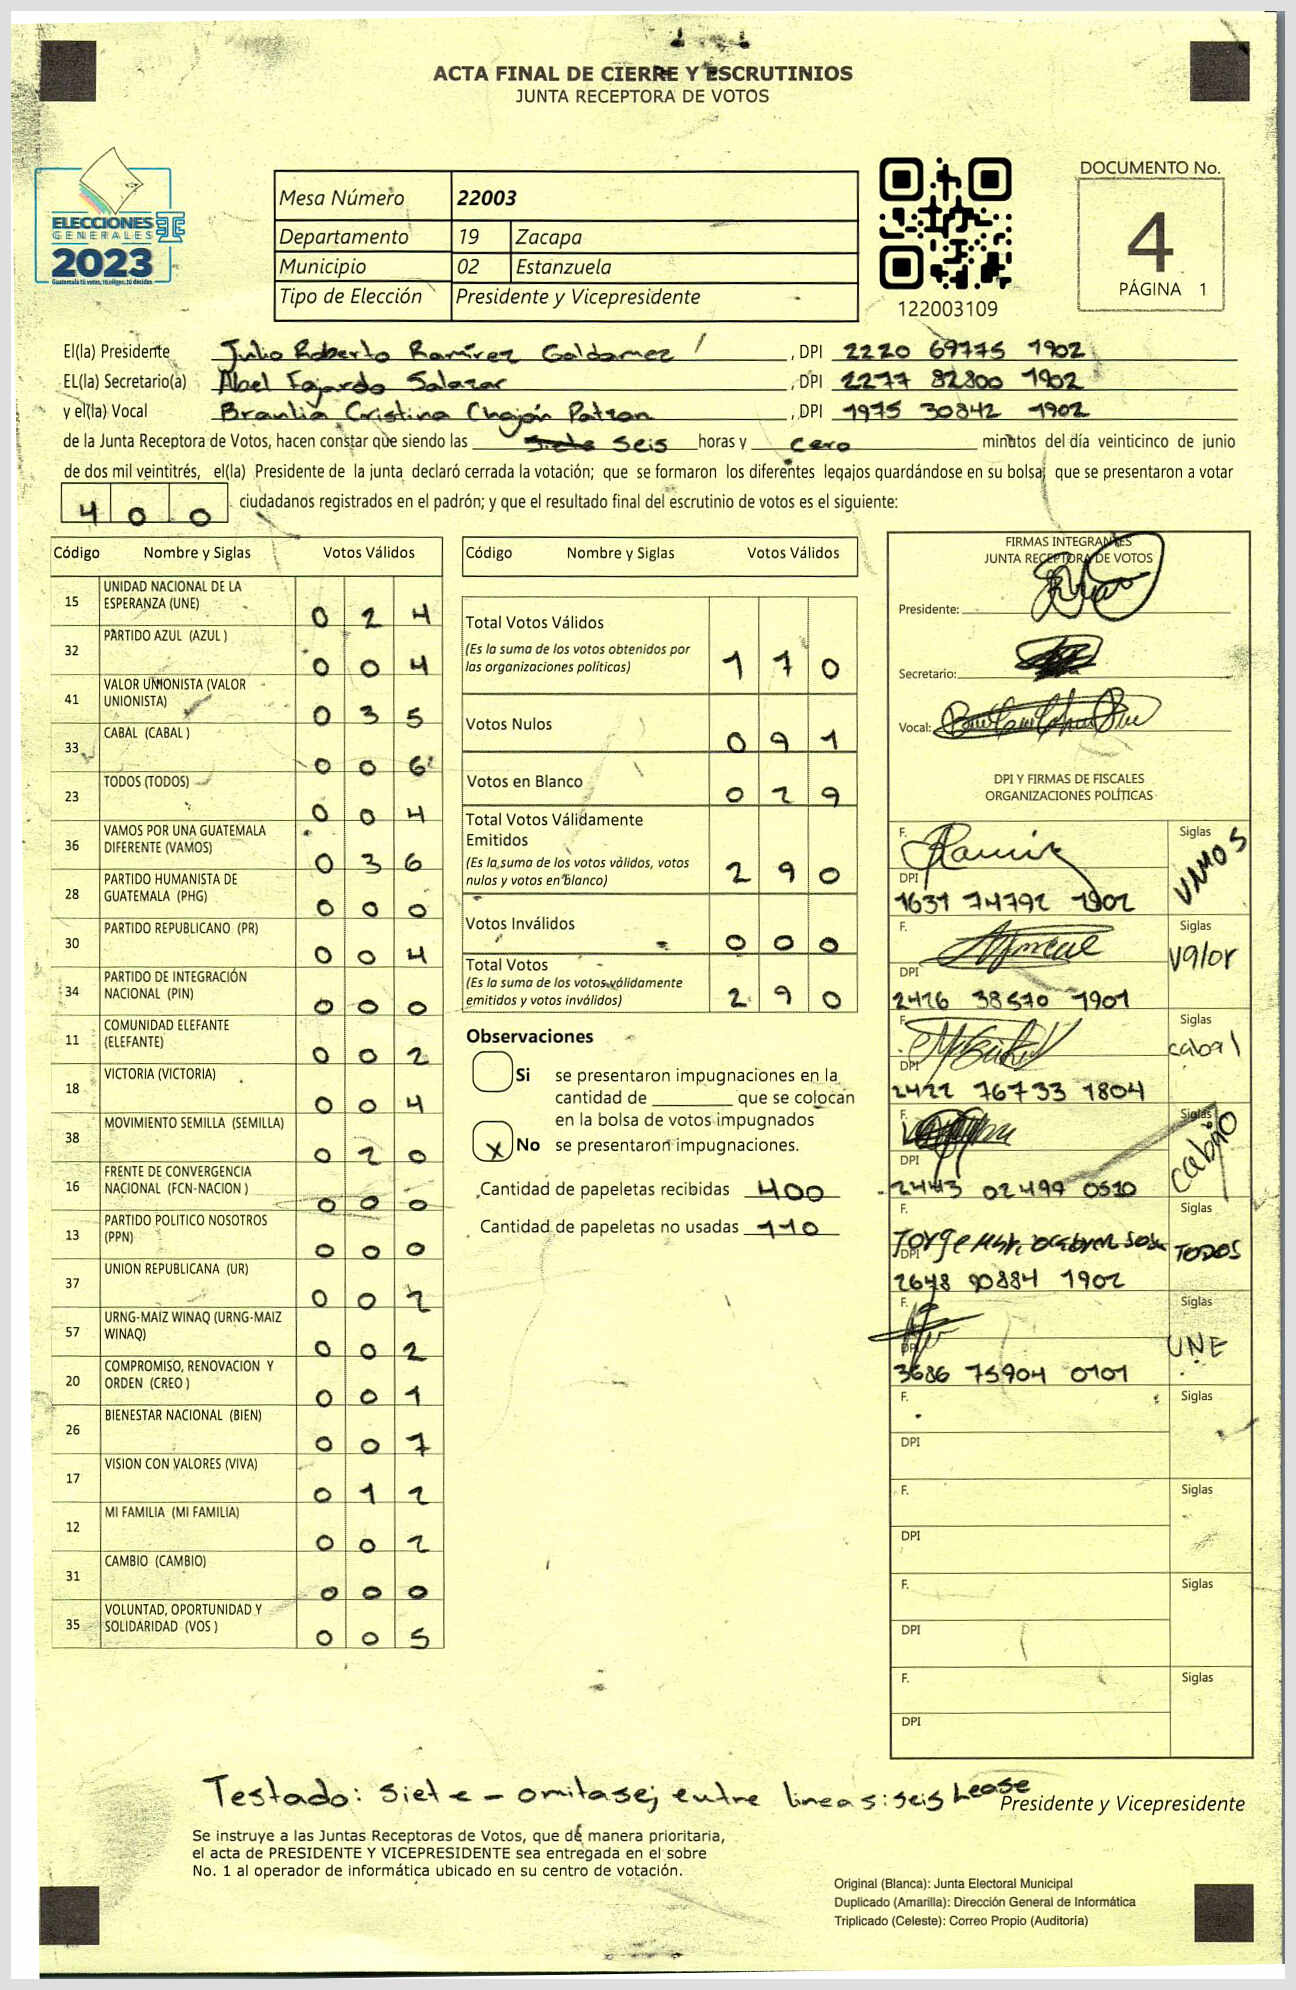 ACTA FINAL DE CIERRE Y ESCRUTINIOS
JUNTA RECEPTORA DE VOTOS
ELECCIONES
GENERALES
2023
Guatemala tú votas, tú eliges, tú decides
Mesa Número 22003
Departamento 19 Zacapa
Municipio 02 Estanzuela
Tipo de Elección Presidente y Vicepresidente
122003109
DOCUMENTO No.
4
PÁGINA 1
El(la) Presidente Julio Roberto Ramírez Galdamez , DPI 2220 69775 1902
EL(la) Secretario(a) Abel Fajardo Salazar , DPI 2277 82800 1902
y el(la) Vocal Braulia Cristina Chajón Patzan , DPI 1975 30842 1902
de la Junta Receptora de Votos, hacen constar que siendo las siete seis horas y cero minutos del día veinticinco de junio
de dos mil veintitrés, el(la) Presidente de la junta declaró cerrada la votación; que se formaron los diferentes legajos guardándose en su bolsa; que se presentaron a votar
400 ciudadanos registrados en el padrón; y que el resultado final del escrutinio de votos es el siguiente:
Código Nombre y Siglas Votos Válidos
15 UNIDAD NACIONAL DE LA ESPERANZA (UNE) 0 2 4
32 PARTIDO AZUL (AZUL ) 0 0 4
41 VALOR UNIONISTA (VALOR UNIONISTA) 0 3 5
33 CABAL (CABAL ) 0 0 6
23 TODOS (TODOS) 0 0 4
36 VAMOS POR UNA GUATEMALA DIFERENTE (VAMOS) 0 3 6
28 PARTIDO HUMANISTA DE GUATEMALA (PHG) 0 0 0
30 PARTIDO REPUBLICANO (PR) 0 0 4
34 PARTIDO DE INTEGRACIÓN NACIONAL (PIN) 0 0 0
11 COMUNIDAD ELEFANTE (ELEFANTE) 0 0 2
18 VICTORIA (VICTORIA) 0 0 4
38 MOVIMIENTO SEMILLA (SEMILLA) 0 2 0
16 FRENTE DE CONVERGENCIA NACIONAL (FCN-NACION ) 0 0 0
13 PARTIDO POLITICO NOSOTROS (PPN) 0 0 0
37 UNION REPUBLICANA (UR) 0 0 2
57 URNG-MAIZ WINAQ (URNG-MAIZ WINAQ) 0 0 2
20 COMPROMISO, RENOVACION Y ORDEN (CREO ) 0 0 1
26 BIENESTAR NACIONAL (BIEN) 0 0 7
17 VISION CON VALORES (VIVA) 0 1 2
12 MI FAMILIA (MI FAMILIA) 0 0 2
31 CAMBIO (CAMBIO) 0 0 0
35 VOLUNTAD, OPORTUNIDAD Y SOLIDARIDAD (VOS ) 0 0 5
Código Nombre y Siglas Votos Válidos
Total Votos Válidos 1 7 0
(Es la suma de los votos obtenidos por
las organizaciones políticas)
Votos Nulos 0 9 1
Votos en Blanco 0 2 9
Total Votos Válidamente
Emitidos 2 9 0
(Es la suma de los votos válidos, votos
nulos y votos en blanco)
Votos Inválidos 0 0 0
Total Votos 2 9 0
(Es la suma de los votos válidamente
emitidos y votos inválidos)
Observaciones
Si se presentaron impugnaciones en la
cantidad de ________ que se colocan
en la bolsa de votos impugnados
x No se presentaron impugnaciones.
Cantidad de papeletas recibidas 400
Cantidad de papeletas no usadas 110
FIRMAS INTEGRANTES
JUNTA RECEPTORA DE VOTOS
Presidente:
Secretario:
Vocal:
DPI Y FIRMAS DE FISCALES
ORGANIZACIONES POLÍTICAS
F. Siglas VAMOS
DPI 1631 74792 1902
F. Siglas Valor
DPI 2416 38570 1901
F. Siglas cabal
DPI 2422 76733 1804
F. Siglas
DPI 2443 02499 0510
F. Jorge Siglas TODOS
DPI 2648 90884 1902
F. Siglas UNE
DPI 3686 75904 0101
F. Siglas
DPI
F. Siglas
DPI
F. Siglas
DPI
F. Siglas
DPI
Testado: siete - omitase; entre lineas: seis Lease
Presidente y Vicepresidente
Se instruye a las Juntas Receptoras de Votos, que de manera prioritaria,
el acta de PRESIDENTE Y VICEPRESIDENTE sea entregada en el sobre
No. 1 al operador de informática ubicado en su centro de votación.
Original (Blanca): Junta Electoral Municipal
Duplicado (Amarilla): Dirección General de Informática
Triplicado (Celeste): Correo Propio (Auditoría)